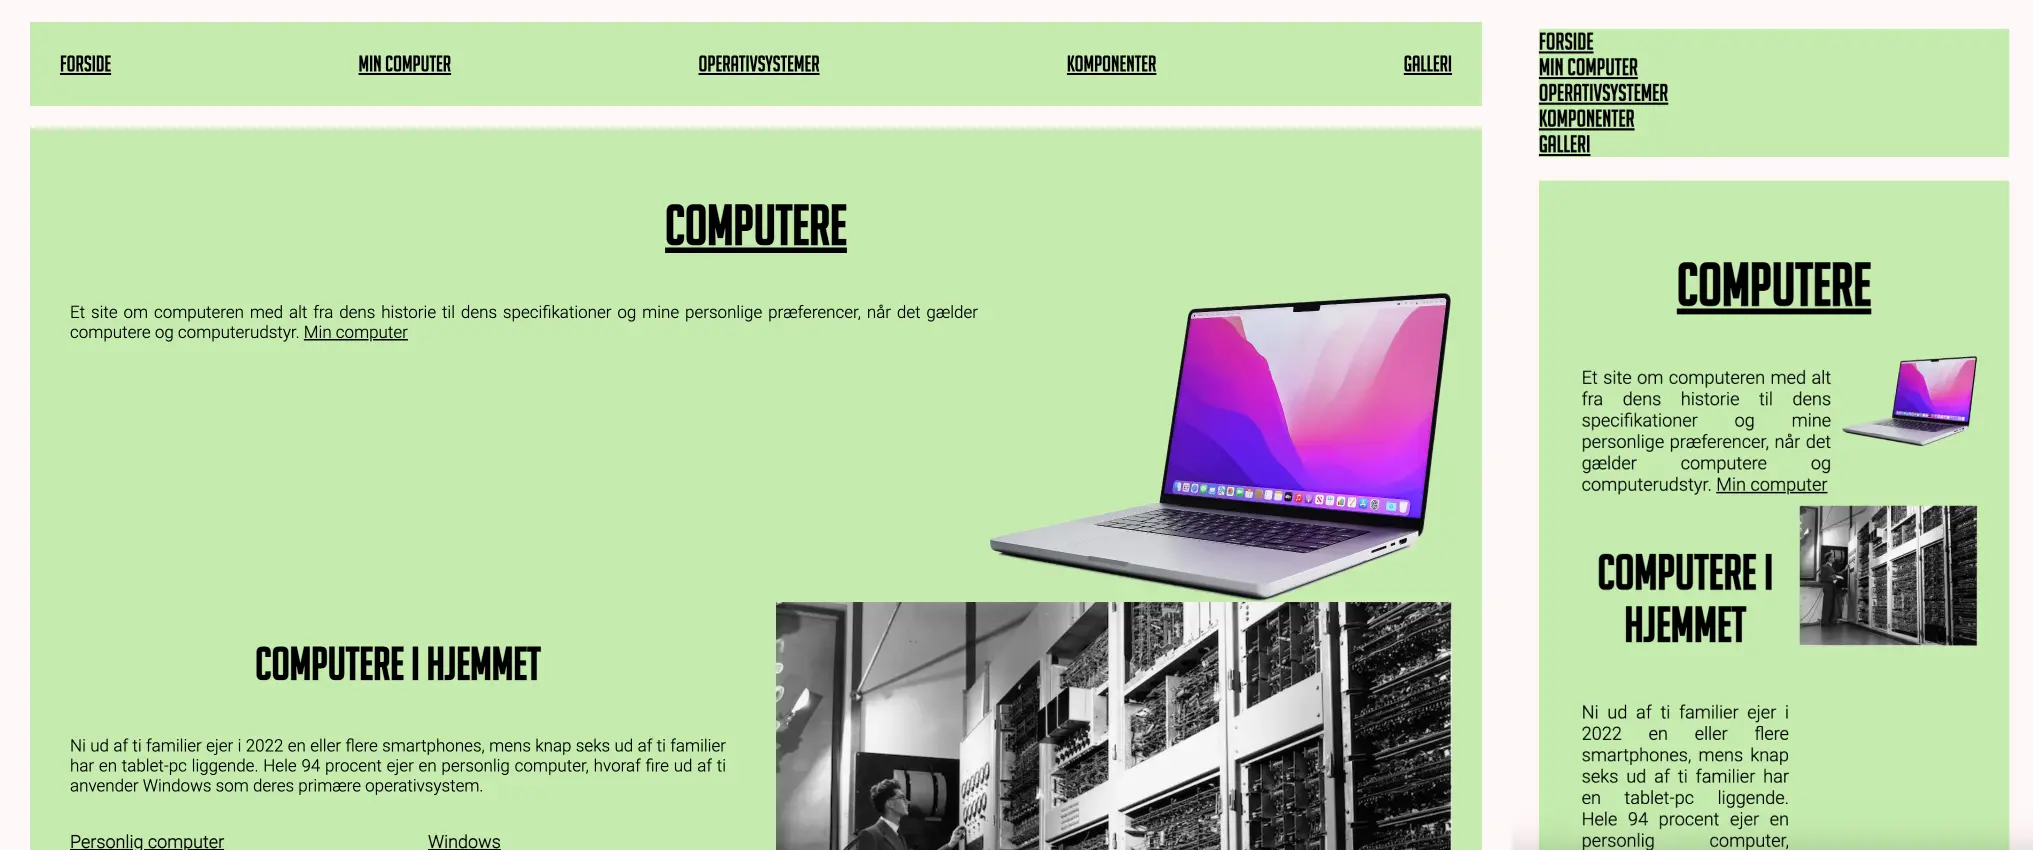 FORSIDE
MIN COMPUTER
OPERATIVSYSTEMER
KOMPONENTER
GALLERI
COMPUTERE
Et site om computeren med alt fra dens historie til dens specifikationer og mine personlige præferencer, når det gælder
computere og computerudstyr. Min computer
COMPUTERE I HJEMMET
Ni ud af ti familier ejer i 2022 en eller flere smartphones, mens knap seks ud af ti familier
har en tablet-pc liggende. Hele 94 procent ejer en personlig computer, hvoraf fire ud af ti
anvender Windows som deres primære operativsystem.
Personlig computer
Windows
FORSIDE
MIN COMPUTER
OPERATIVSYSTEMER
KOMPONENTER
GALLERI
COMPUTERE
Et site om computeren med alt
fra dens historie til dens
specifikationer og mine
personlige præferencer, når det
gælder computere og
computerudstyr. Min computer
COMPUTERE I
HJEMMET
Ni ud af ti familier ejer i
2022 en eller flere
smartphones, mens knap
seks ud af ti familier har
en tablet-pc liggende.
Hele 94 procent ejer en
personlig computer,